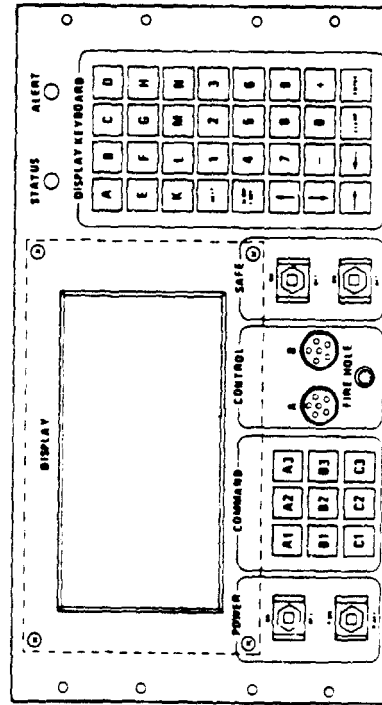 STATUS ALERT
DISPLAY
DISPLAY KEYBOARD
A B C D
E F G H
K L M N
1 2 3
4 5 6
↑ 7 8 9
↓ - 0 +
→ ←
POWER
COMMAND
A1 A2 A3
B1 B2 B3
C1 C2 C3
CONTROL
A B
FIRE HOLE
SAFE